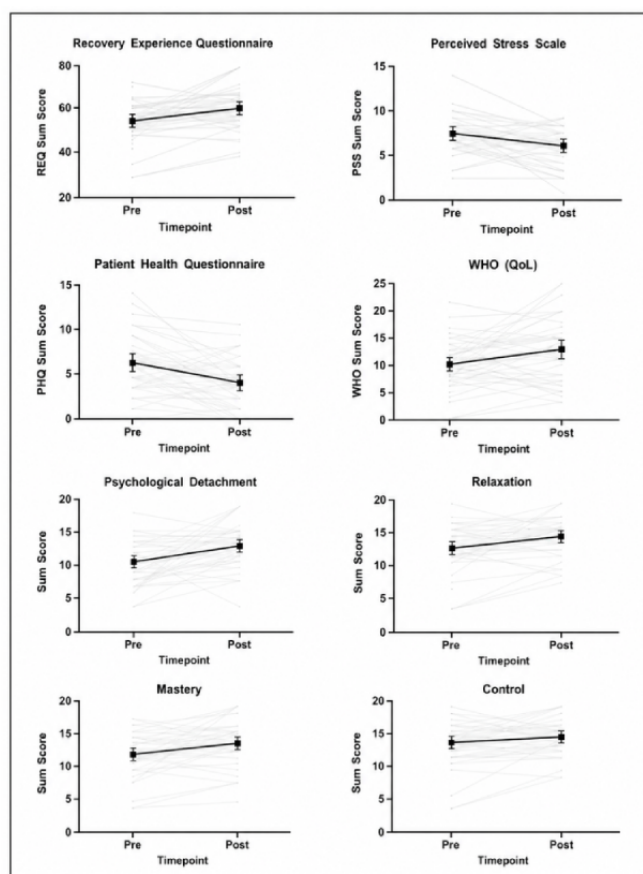 Recovery Experience Questionnaire
80
60
40
20
REQ Sum Score
Pre
Post
Timepoint
Perceived Stress Scale
15
10
5
0
PSS Sum Score
Pre
Post
Timepoint
Patient Health Questionnaire
15
10
5
0
PHQ Sum Score
Pre
Post
Timepoint
WHO (QoL)
25
20
15
10
5
0
WHO Sum Score
Pre
Post
Timepoint
Psychological Detachment
20
15
10
5
0
Sum Score
Pre
Post
Timepoint
Relaxation
20
15
10
5
0
Sum Score
Pre
Post
Timepoint
Mastery
20
15
10
5
0
Sum Score
Pre
Post
Timepoint
Control
20
15
10
5
0
Sum Score
Pre
Post
Timepoint